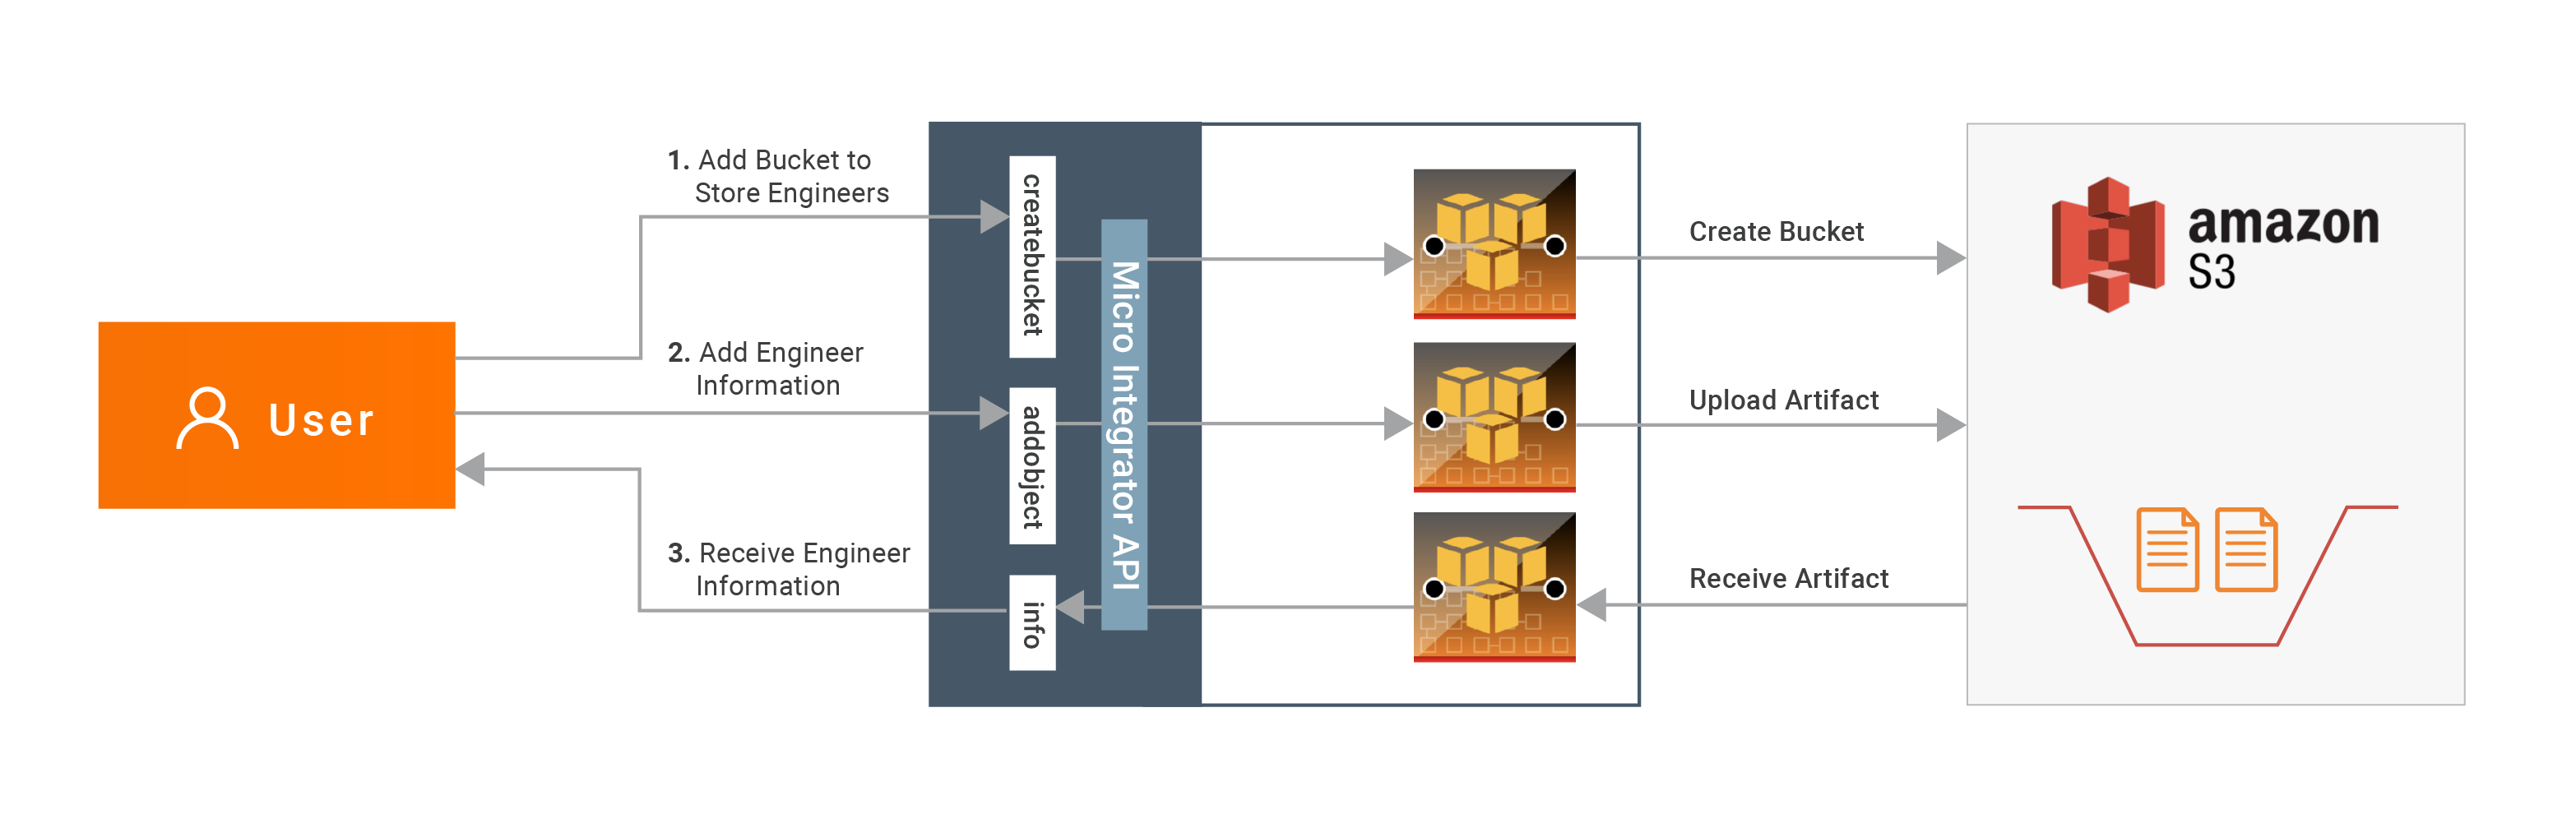 1. Add Bucket to
Store Engineers
2. Add Engineer
Information
3. Receive Engineer
Information
User
createbucket
addobject
info
Micro Integrator API
Create Bucket
Upload Artifact
Receive Artifact
amazon
S3